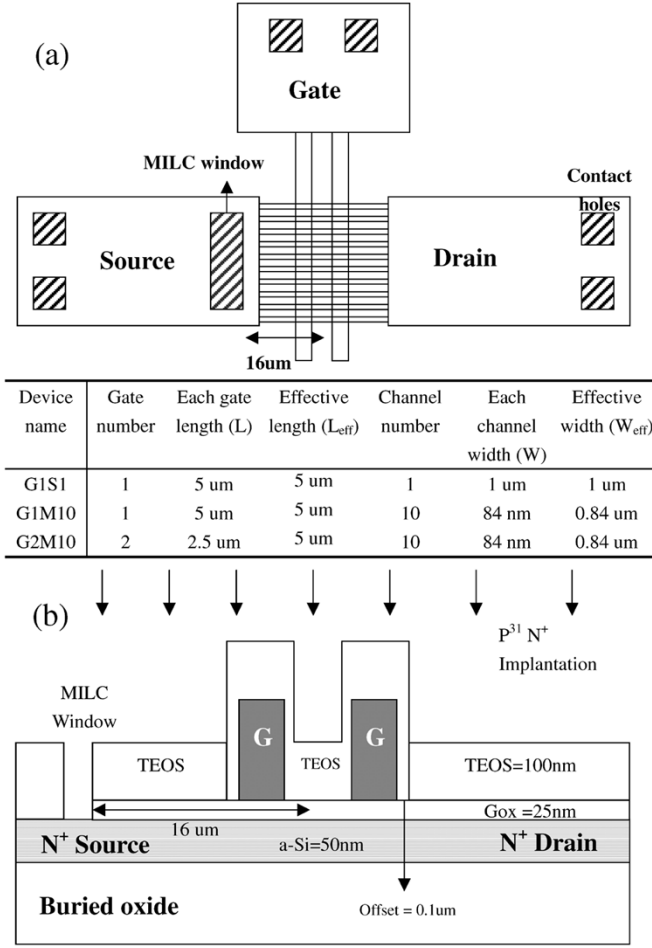 (a)
Gate
MILC window
Contact
holes
Source
Drain
16um
Device name | Gate number | Each gate length (L) | Effective length (Leff) | Channel number | Each channel width (W) | Effective width (Weff)
G1S1 | 1 | 5 um | 5 um | 1 | 1 um | 1 um
G1M10 | 1 | 5 um | 5 um | 10 | 84 nm | 0.84 um
G2M10 | 2 | 2.5 um | 5 um | 10 | 84 nm | 0.84 um
(b)
P³¹ N⁺
Implantation
MILC
Window
G
G
TEOS
TEOS
TEOS=100nm
Gox =25nm
16 um
N⁺ Source
a-Si=50nm
N⁺ Drain
Buried oxide
Offset = 0.1um